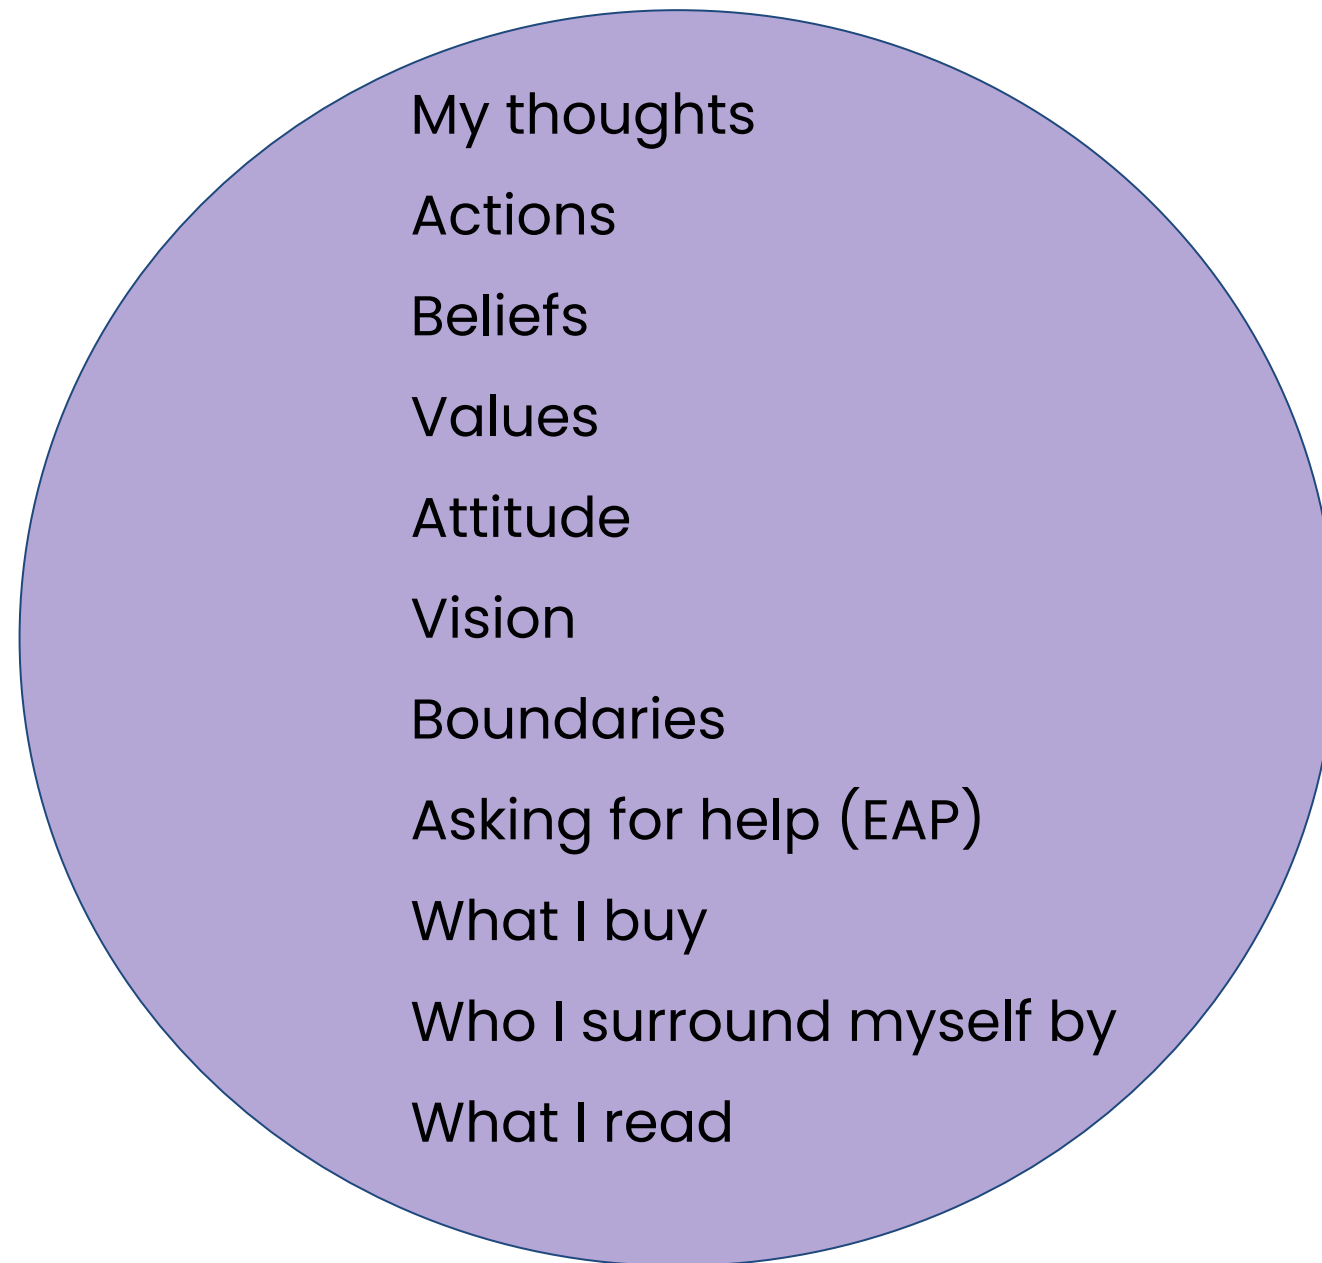 My thoughts
Actions
Beliefs
Values
Attitude
Vision
Boundaries
Asking for help (EAP)
What I buy
Who I surround myself by
What I read